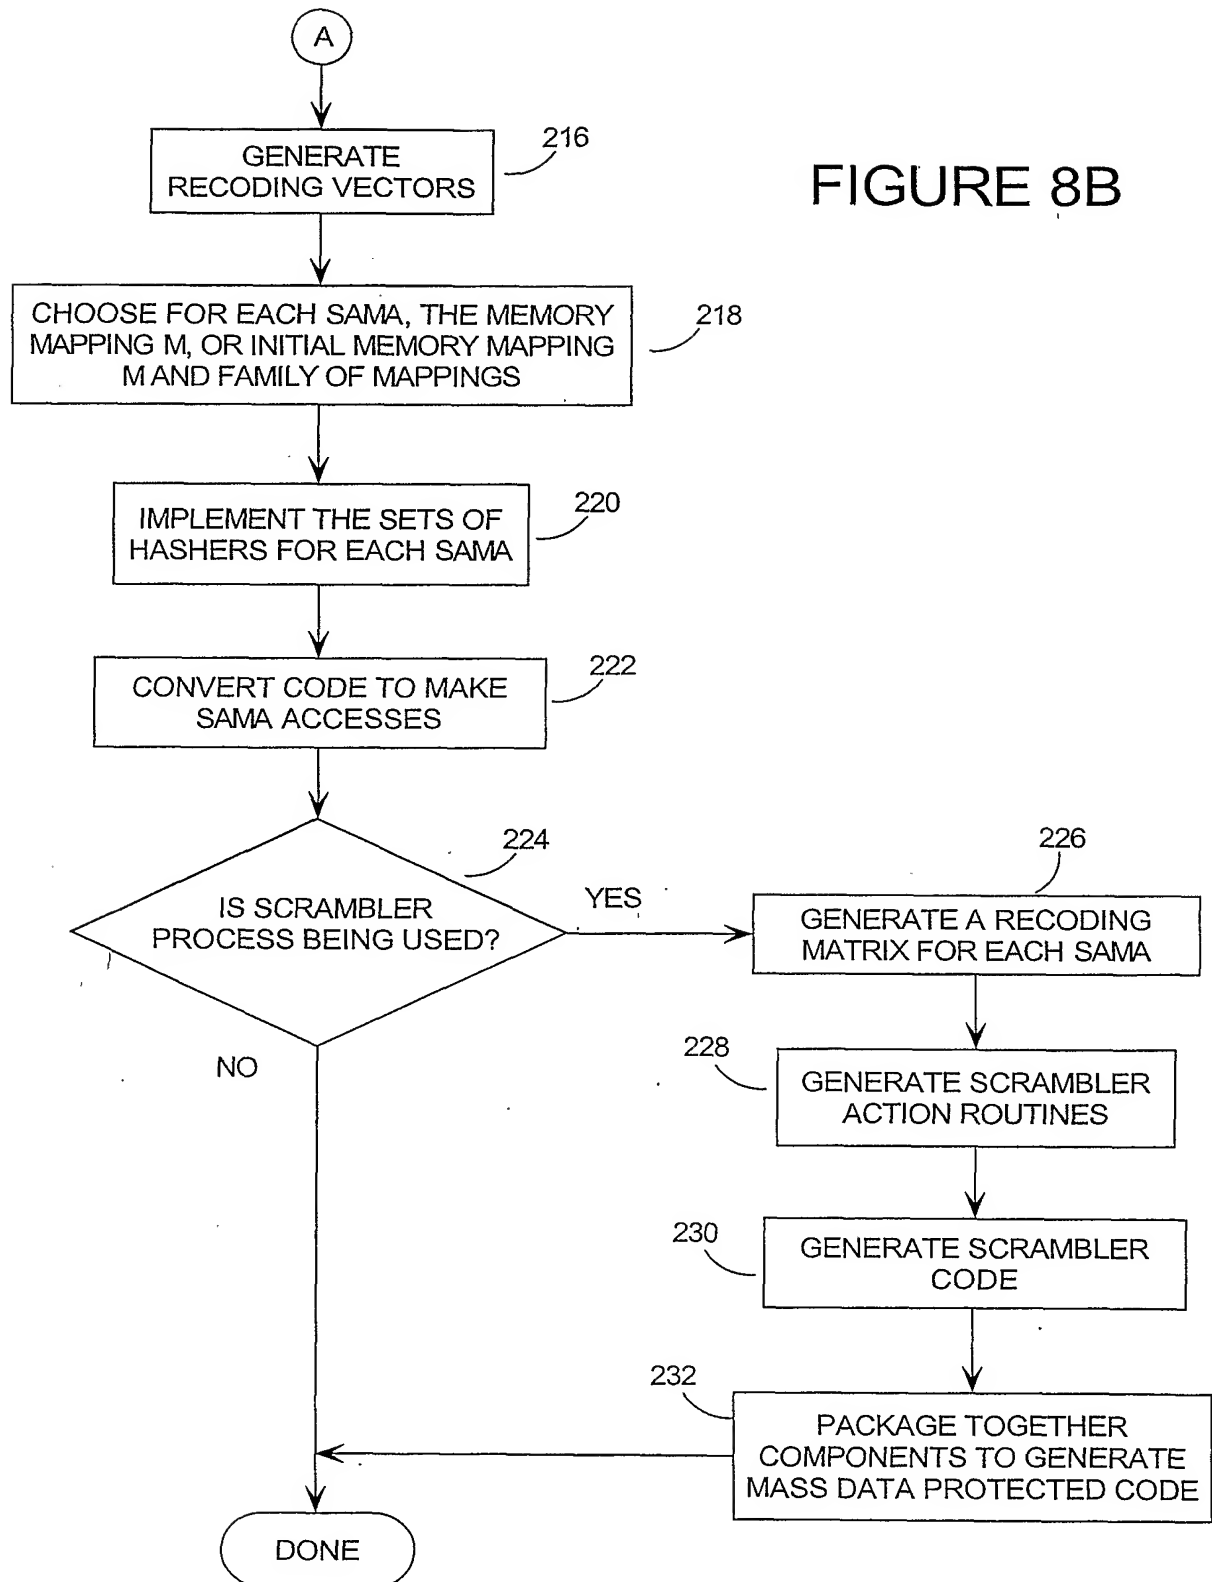 A
216
GENERATE
RECODING VECTORS
FIGURE 8B
CHOOSE FOR EACH SAMA, THE MEMORY
MAPPING M, OR INITIAL MEMORY MAPPING
M AND FAMILY OF MAPPINGS
218
220
IMPLEMENT THE SETS OF
HASHERS FOR EACH SAMA
222
CONVERT CODE TO MAKE
SAMA ACCESSES
224
IS SCRAMBLER
PROCESS BEING USED?
YES
226
GENERATE A RECODING
MATRIX FOR EACH SAMA
NO
228
GENERATE SCRAMBLER
ACTION ROUTINES
230
GENERATE SCRAMBLER
CODE
232
PACKAGE TOGETHER
COMPONENTS TO GENERATE
MASS DATA PROTECTED CODE
DONE